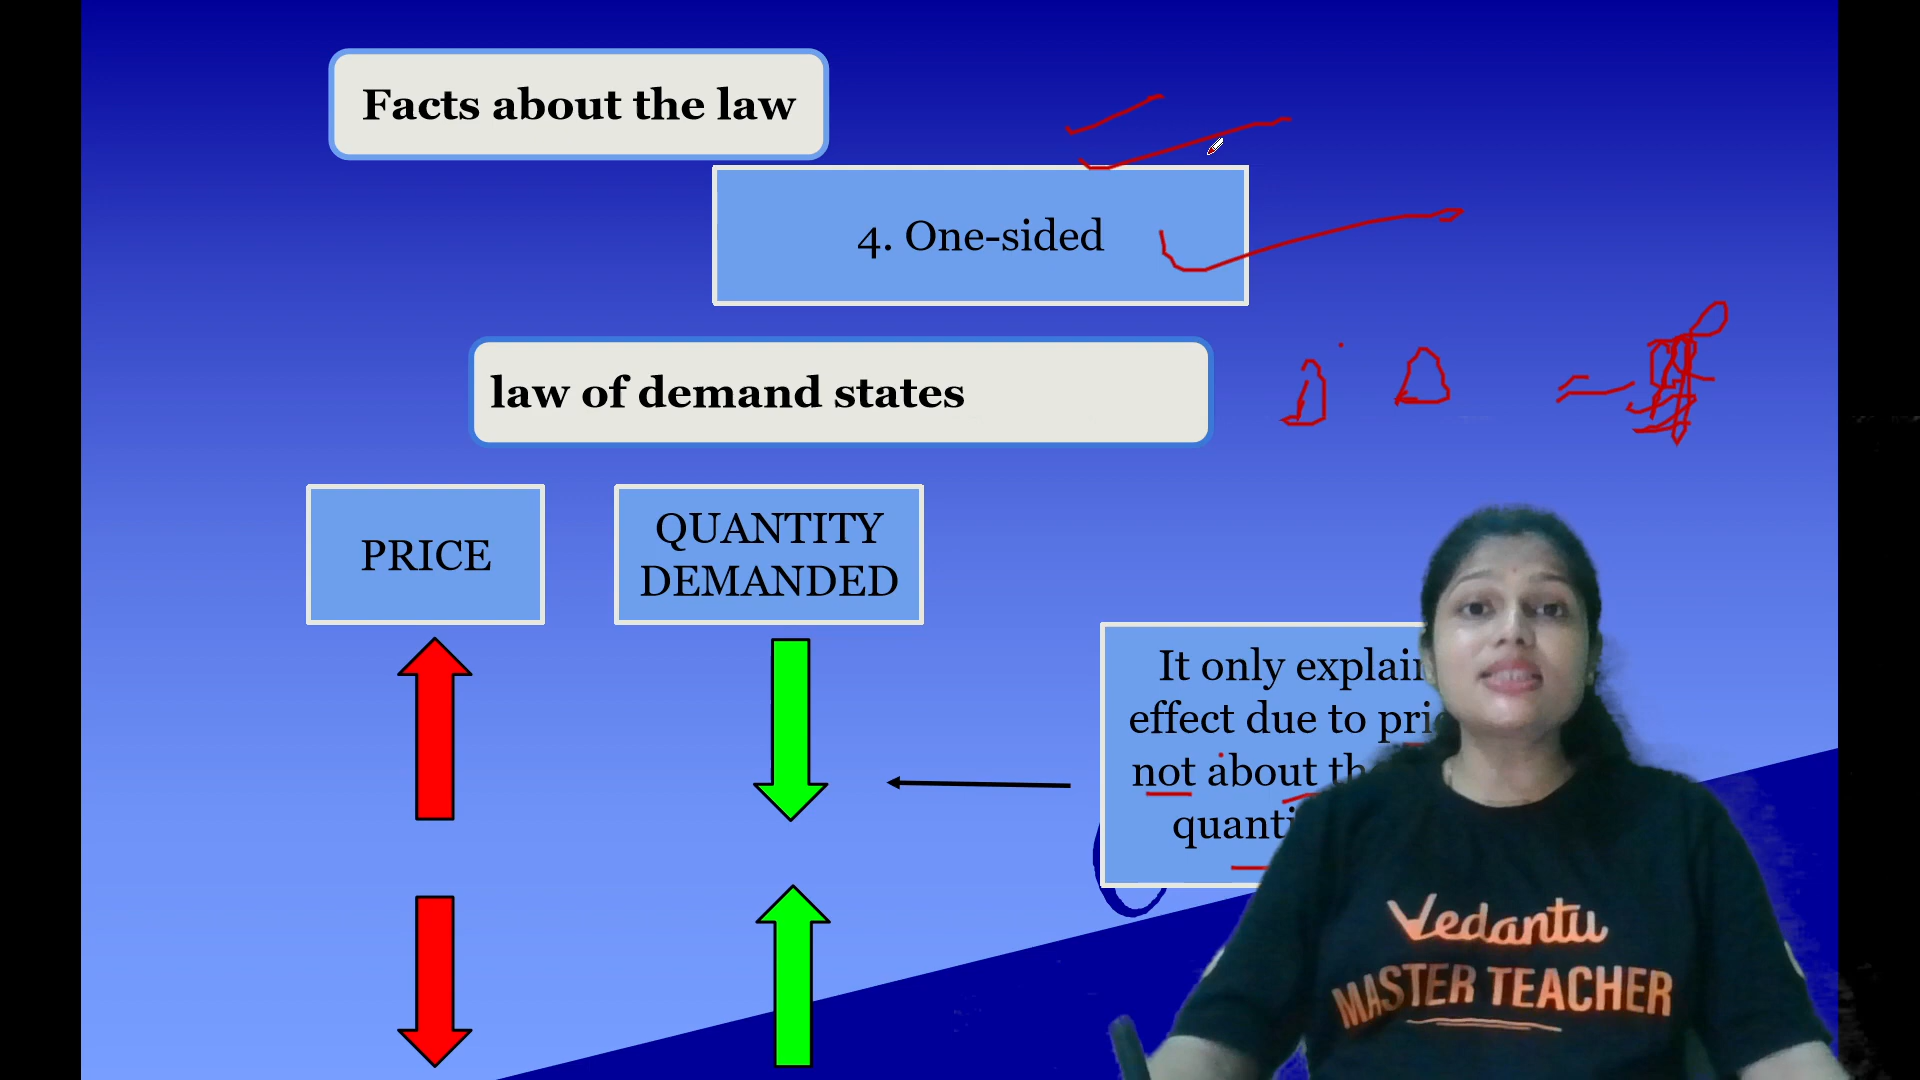 Facts about the law
4. One-sided
law of demand states
PRICE
QUANTITY
DEMANDED
It only explain
effect due to pri
not about th
quanti
Vedantu
MASTER TEACHER